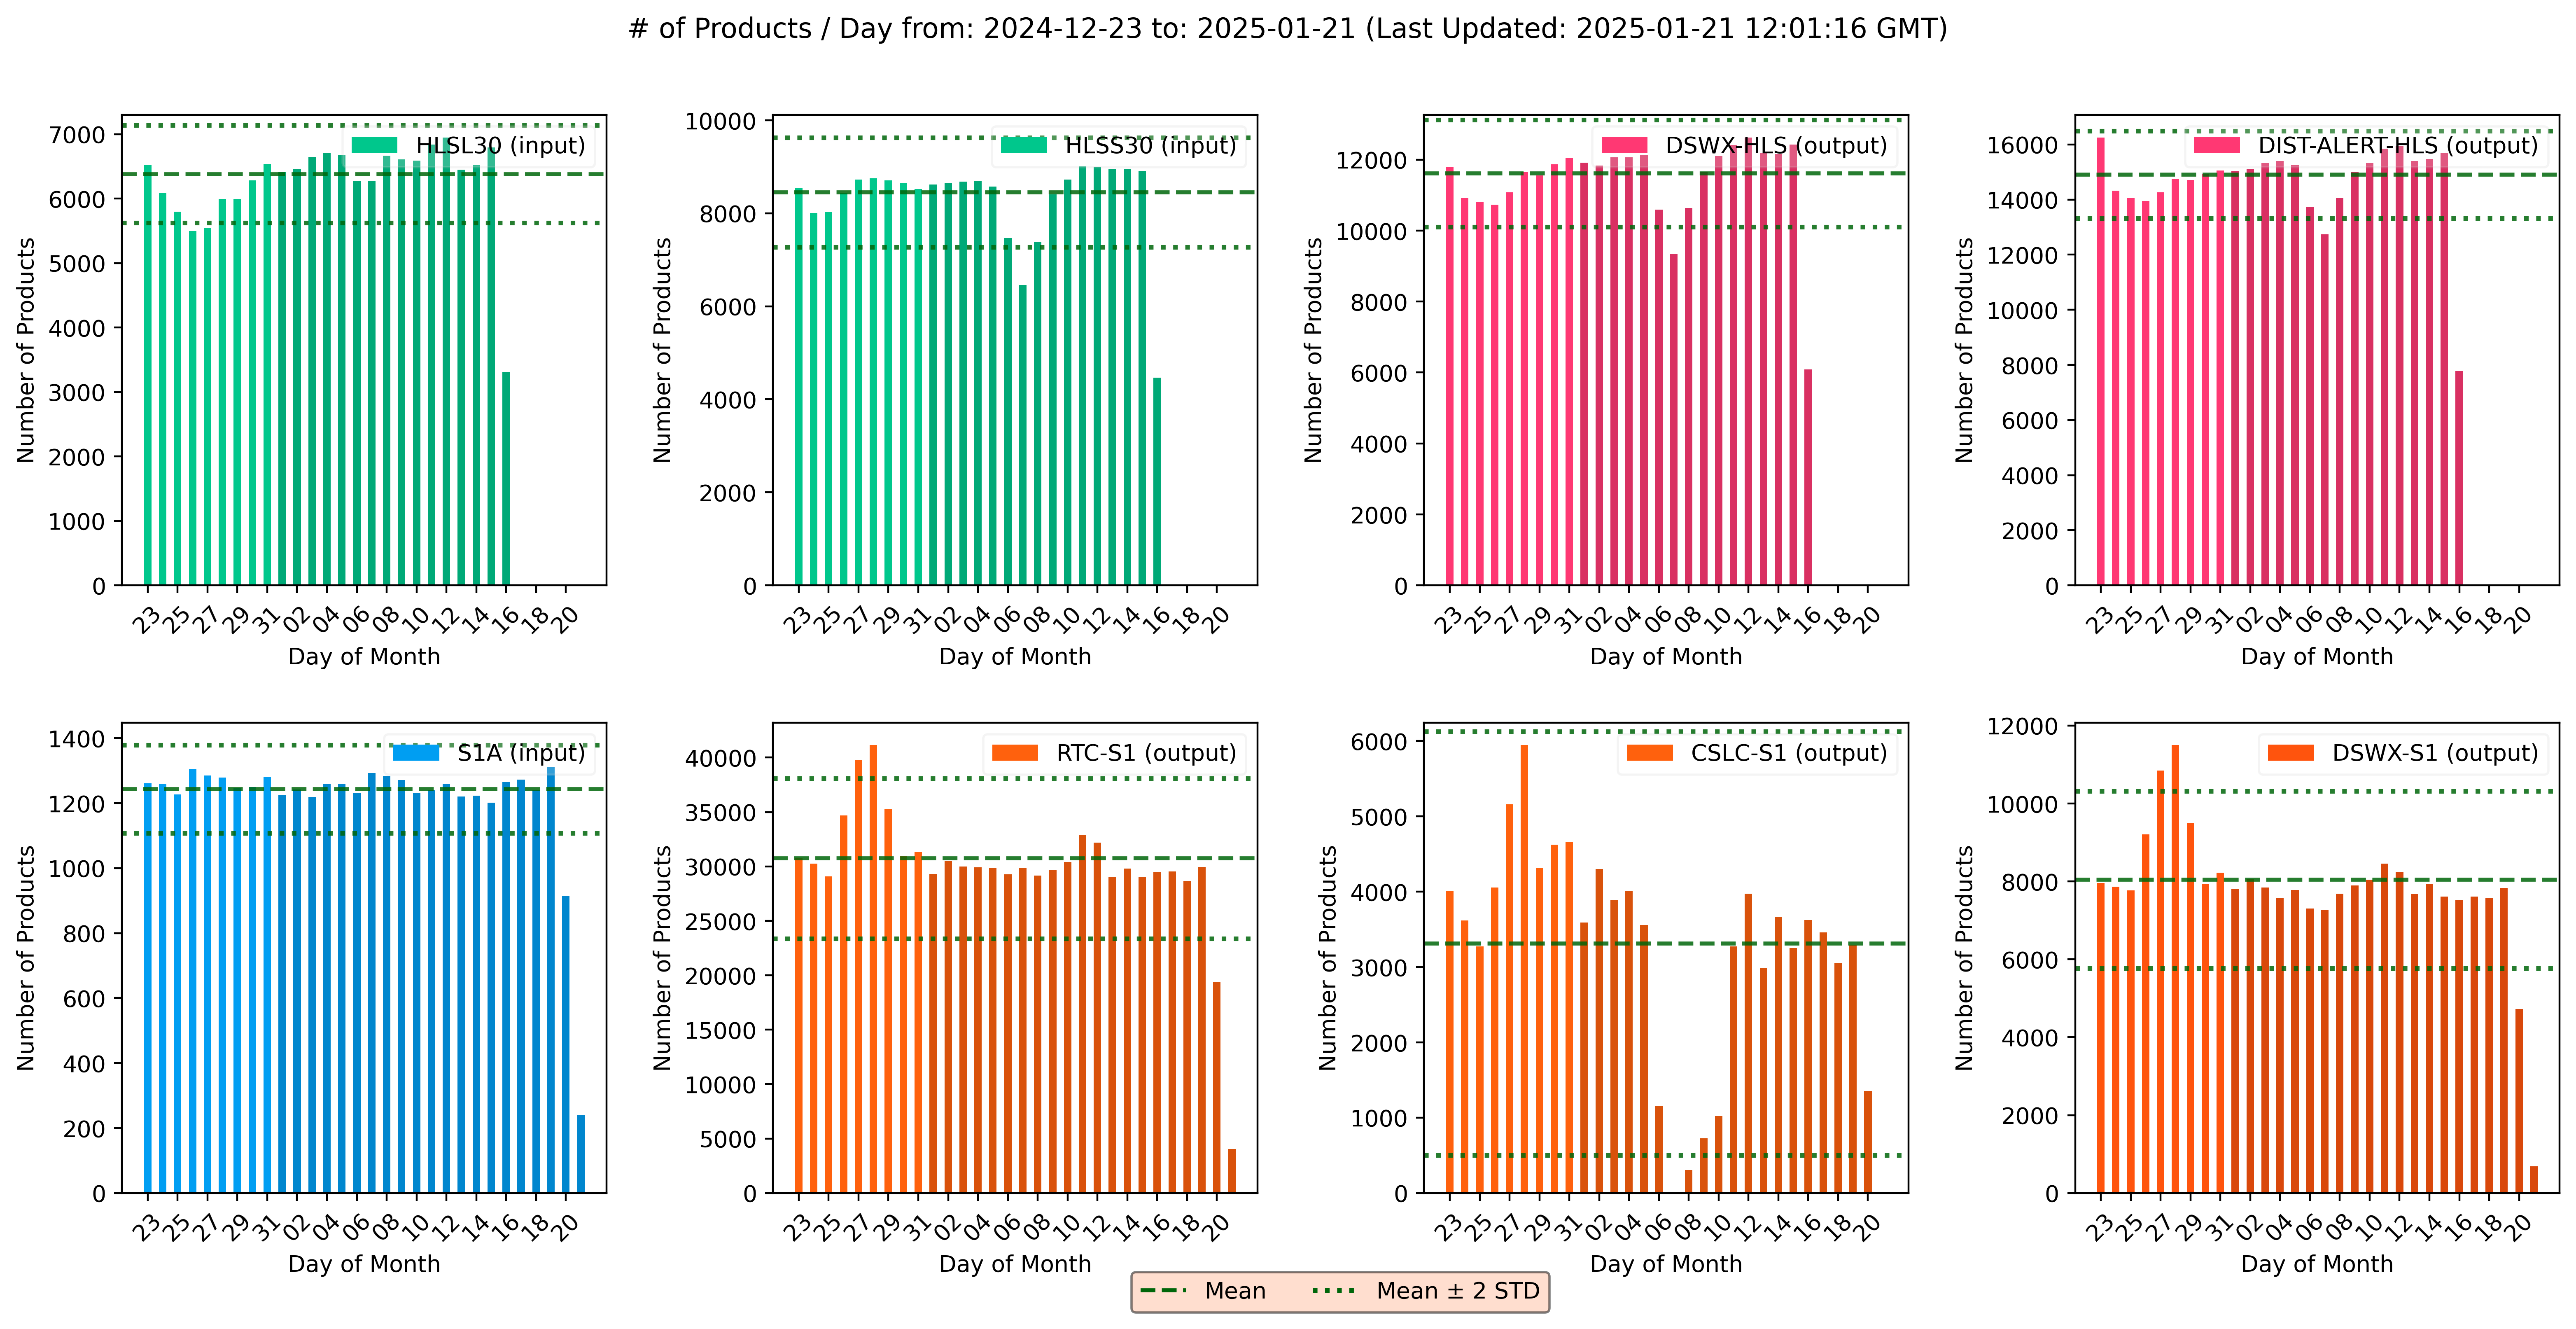 # of Products / Day from: 2024-12-23 to: 2025-01-21 (Last Updated: 2025-01-21 12:01:16 GMT)
Number of Products
7000
6000
5000
4000
3000
2000
1000
0
HLSL30 (input)
23 25 27 29 31 02 04 06 08 10 12 14 16 18 20
Day of Month
Number of Products
10000
8000
6000
4000
2000
0
HLSS30 (input)
23 25 27 29 31 02 04 06 08 10 12 14 16 18 20
Day of Month
Number of Products
12000
10000
8000
6000
4000
2000
0
DSWX-HLS (output)
23 25 27 29 31 02 04 06 08 10 12 14 16 18 20
Day of Month
Number of Products
16000
14000
12000
10000
8000
6000
4000
2000
0
DIST-ALERT-HLS (output)
23 25 27 29 31 02 04 06 08 10 12 14 16 18 20
Day of Month
Number of Products
1400
1200
1000
800
600
400
200
0
S1A (input)
23 25 27 29 31 02 04 06 08 10 12 14 16 18 20
Day of Month
Number of Products
40000
35000
30000
25000
20000
15000
10000
5000
0
RTC-S1 (output)
23 25 27 29 31 02 04 06 08 10 12 14 16 18 20
Day of Month
Number of Products
6000
5000
4000
3000
2000
1000
0
CSLC-S1 (output)
23 25 27 29 31 02 04 06 08 10 12 14 16 18 20
Day of Month
Number of Products
12000
10000
8000
6000
4000
2000
0
DSWX-S1 (output)
23 25 27 29 31 02 04 06 08 10 12 14 16 18 20
Day of Month
Mean
Mean ± 2 STD